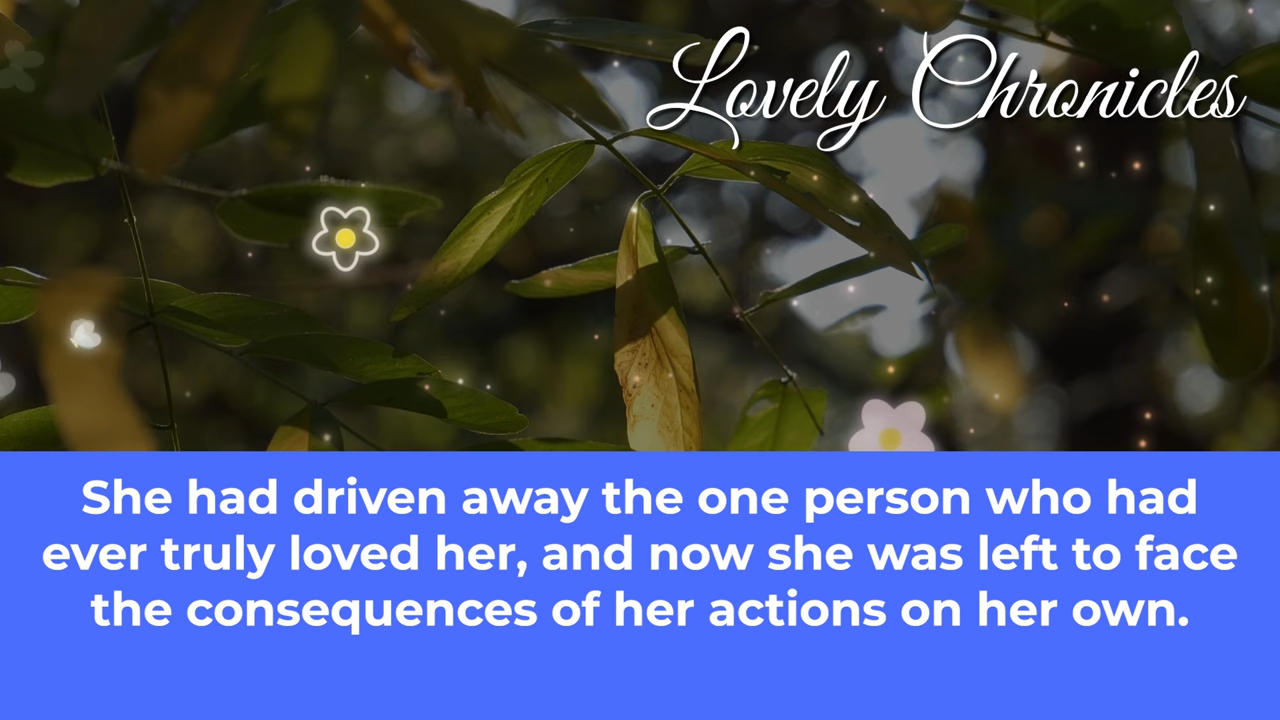 Lovely Chronicles
She had driven away the one person who had
ever truly loved her, and now she was left to face
the consequences of her actions on her own.